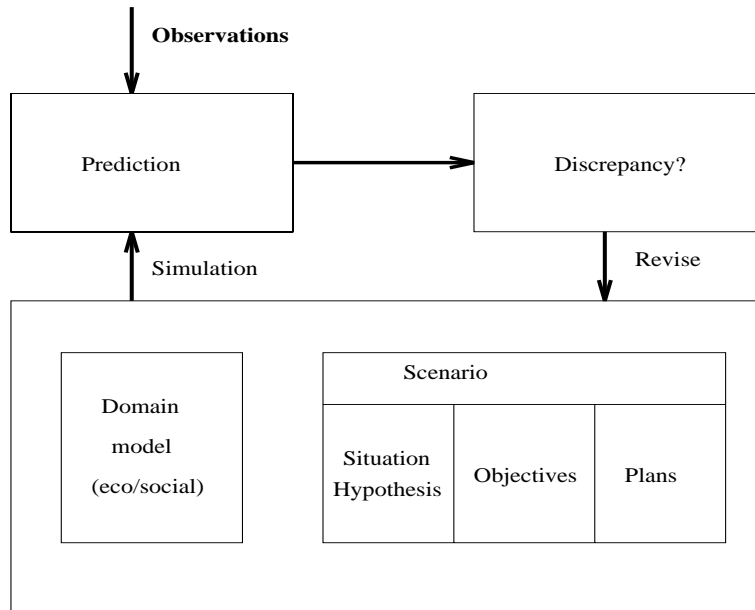 Observations
Prediction
Discrepancy?
Simulation
Revise
Domain
model
(eco/social)
Scenario
Situation
Hypothesis
Objectives
Plans